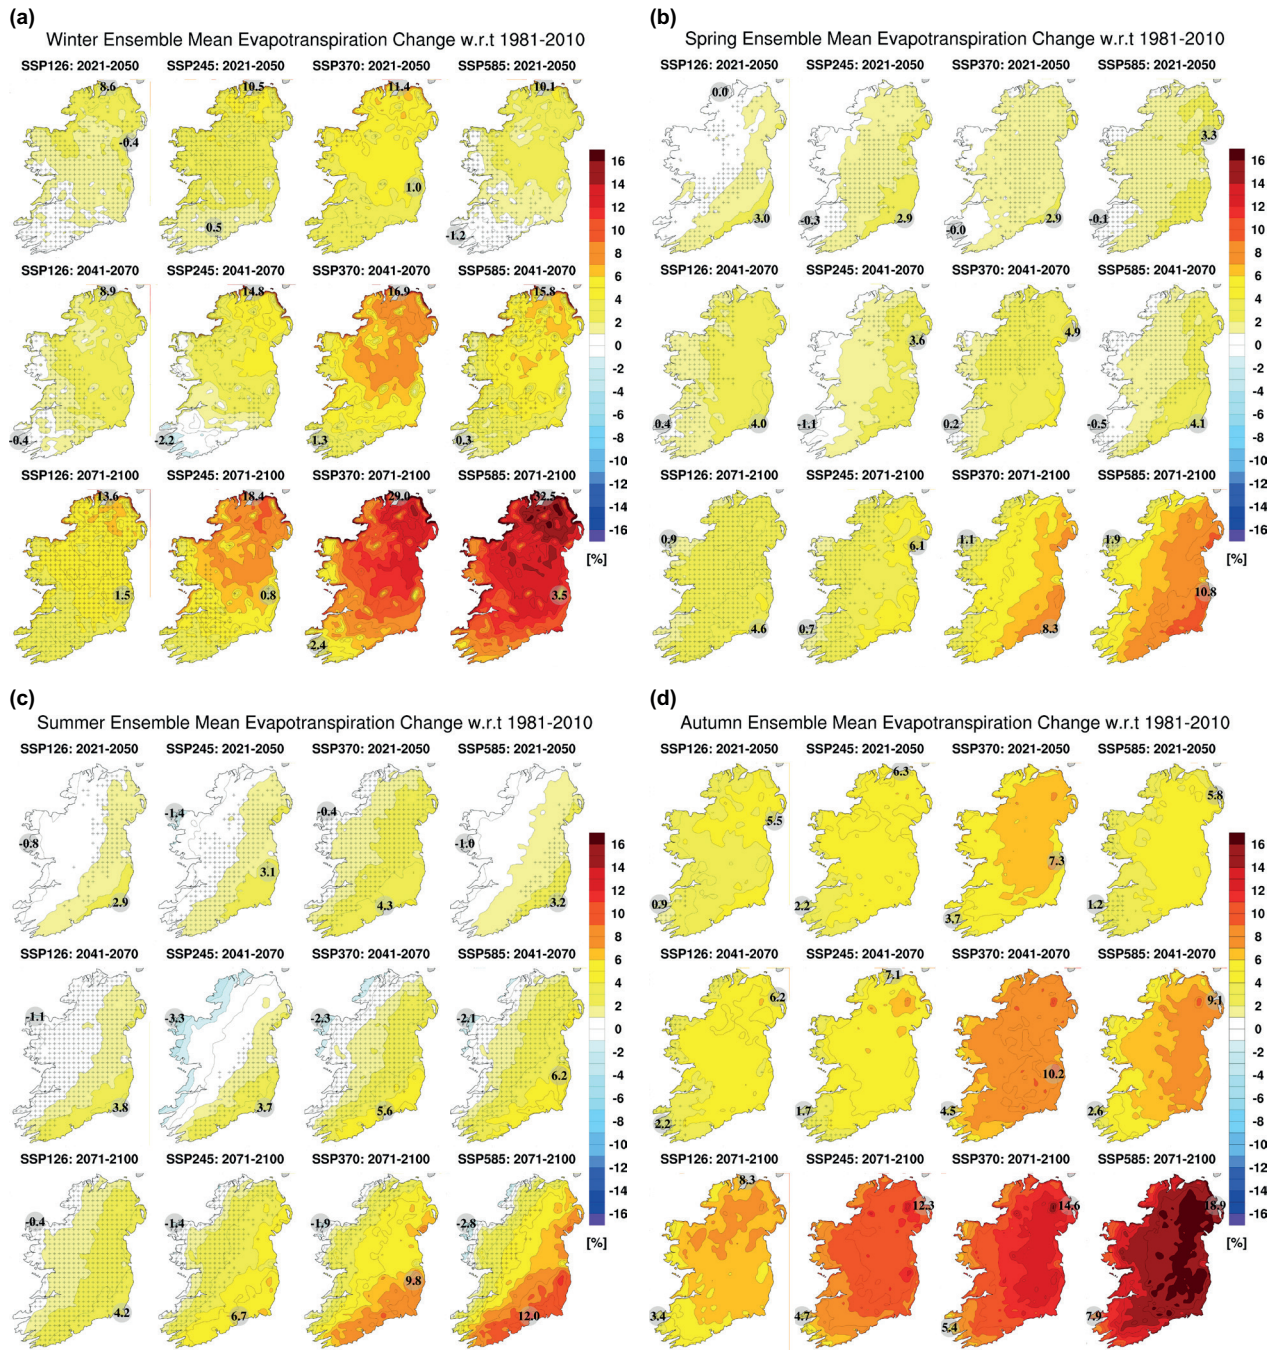 (a)
Winter Ensemble Mean Evapotranspiration Change w.r.t 1981-2010
SSP126: 2021-2050 SSP245: 2021-2050 SSP370: 2021-2050 SSP585: 2021-2050
8.6 10.5 11.4 10.1
-0.4 1.0
0.5 -1.2
SSP126: 2041-2070 SSP245: 2041-2070 SSP370: 2041-2070 SSP585: 2041-2070
8.9 14.8 16.9 15.8
-0.4 -2.2 1.3 0.3
SSP126: 2071-2100 SSP245: 2071-2100 SSP370: 2071-2100 SSP585: 2071-2100
13.6 18.4 29.0 32.5
1.5 0.8 2.4 3.5
16
14
12
10
8
6
4
2
0
-2
-4
-6
-8
-10
-12
-14
-16
[%]
(b)
Spring Ensemble Mean Evapotranspiration Change w.r.t 1981-2010
SSP126: 2021-2050 SSP245: 2021-2050 SSP370: 2021-2050 SSP585: 2021-2050
0.0 3.3
3.0 -0.3 2.9 -0.0 2.9 -0.1
SSP126: 2041-2070 SSP245: 2041-2070 SSP370: 2041-2070 SSP585: 2041-2070
3.6 4.9
0.4 4.0 -1.1 0.2 -0.5 4.1
SSP126: 2071-2100 SSP245: 2071-2100 SSP370: 2071-2100 SSP585: 2071-2100
0.9 6.1 1.1 1.9
10.8
4.6 0.7 8.3
16
14
12
10
8
6
4
2
0
-2
-4
-6
-8
-10
-12
-14
-16
[%]
(c)
Summer Ensemble Mean Evapotranspiration Change w.r.t 1981-2010
SSP126: 2021-2050 SSP245: 2021-2050 SSP370: 2021-2050 SSP585: 2021-2050
-0.8 -1.4 -0.4 -1.0
2.9 3.1 4.3 3.2
SSP126: 2041-2070 SSP245: 2041-2070 SSP370: 2041-2070 SSP585: 2041-2070
-1.1 -3.3 -2.3 -2.1
3.8 3.7 5.6 6.2
SSP126: 2071-2100 SSP245: 2071-2100 SSP370: 2071-2100 SSP585: 2071-2100
-0.4 -1.4 -1.9 -2.8
4.2 6.7 9.8 12.0
16
14
12
10
8
6
4
2
0
-2
-4
-6
-8
-10
-12
-14
-16
[%]
(d)
Autumn Ensemble Mean Evapotranspiration Change w.r.t 1981-2010
SSP126: 2021-2050 SSP245: 2021-2050 SSP370: 2021-2050 SSP585: 2021-2050
5.5 6.3 7.3 5.8
0.9 2.2 3.7 1.2
SSP126: 2041-2070 SSP245: 2041-2070 SSP370: 2041-2070 SSP585: 2041-2070
6.2 7.1 10.2 9.1
2.2 1.7 4.5 2.6
SSP126: 2071-2100 SSP245: 2071-2100 SSP370: 2071-2100 SSP585: 2071-2100
8.3 12.3 14.6 18.9
3.4 4.7 5.4 7.9
16
14
12
10
8
6
4
2
0
-2
-4
-6
-8
-10
-12
-14
-16
[%]